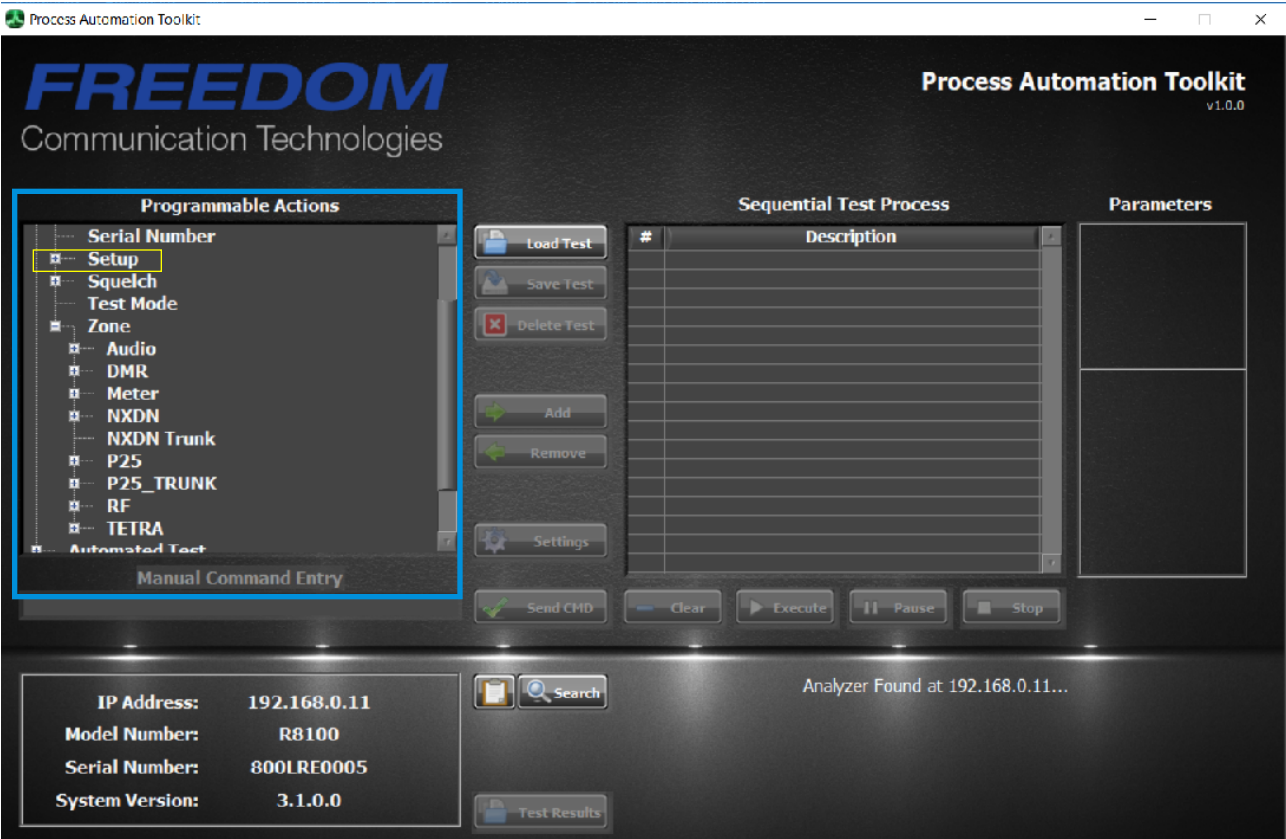 Process Automation Toolkit
FREEDOM
Communication Technologies
Process Automation Toolkit
v1.0.0
Programmable Actions
Serial Number
Setup
Squelch
Test Mode
Zone
Audio
DMR
Meter
NXDN
NXDN Trunk
P25
P25_TRUNK
RF
TETRA
Automated Test
Manual Command Entry
Load Test
Save Test
Delete Test
Add
Remove
Settings
Send CMD
Sequential Test Process
# Description
Clear Execute Pause Stop
Parameters
IP Address: 192.168.0.11
Model Number: R8100
Serial Number: 800LRE0005
System Version: 3.1.0.0
Search
Analyzer Found at 192.168.0.11...
Test Results